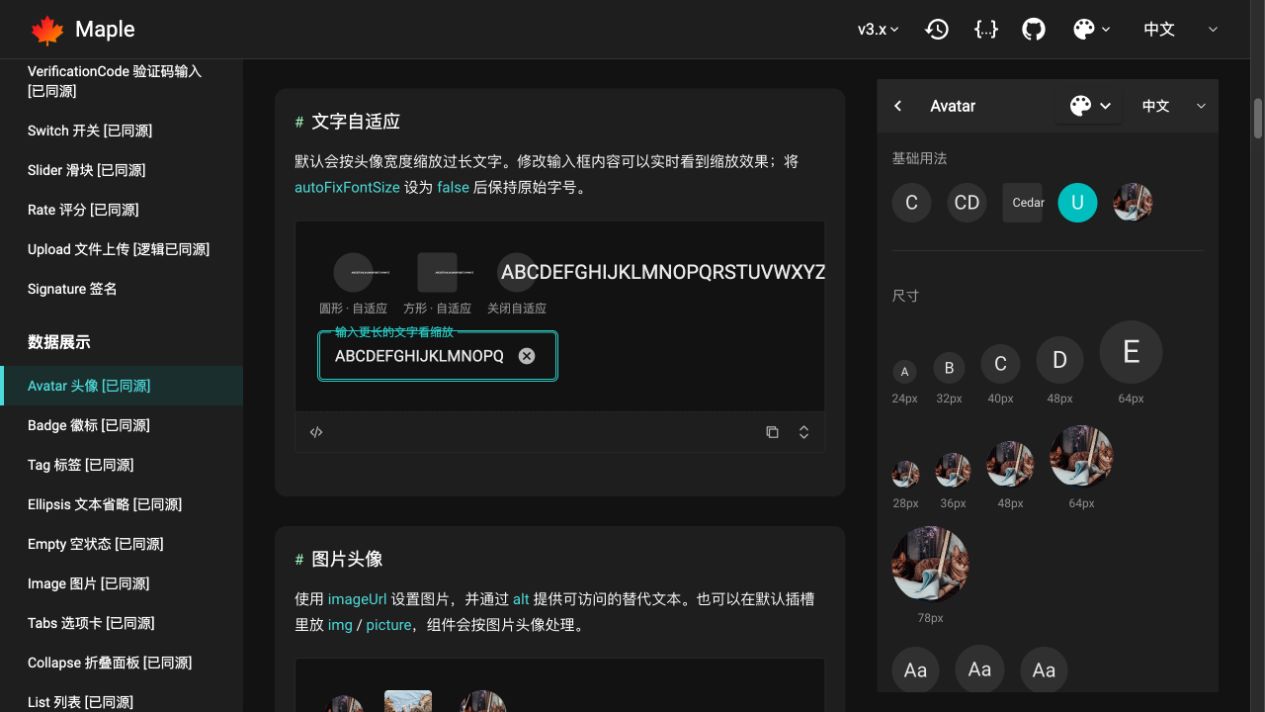 Maple
v3.x
中文
VerificationCode 验证码输入
[已同源]
Switch 开关 [已同源]
Slider 滑块 [已同源]
Rate 评分 [已同源]
Upload 文件上传 [逻辑已同源]
Signature 签名
数据展示
Avatar 头像 [已同源]
Badge 徽标 [已同源]
Tag 标签 [已同源]
Ellipsis 文本省略 [已同源]
Empty 空状态 [已同源]
Image 图片 [已同源]
Tabs 选项卡 [已同源]
Collapse 折叠面板 [已同源]
List 列表 [已同源]
# 文字自适应
默认会按头像宽度缩放过长文字。修改输入框内容可以实时看到缩放效果；将
autoFixFontSize 设为 false 后保持原始字号。
ABCDEFGHIJKLMNOPQRSTUVWXYZ
圆形 · 自适应
方形 · 自适应
关闭自适应
输入更长的文字看缩放
ABCDEFGHIJKLMNOPQ
# 图片头像
使用 imageUrl 设置图片，并通过 alt 提供可访问的替代文本。也可以在默认插槽
里放 img / picture，组件会按图片头像处理。
Avatar
中文
基础用法
C
CD
Cedar
U
尺寸
A
B
C
D
E
24px
32px
40px
48px
64px
28px
36px
48px
64px
78px
Aa
Aa
Aa